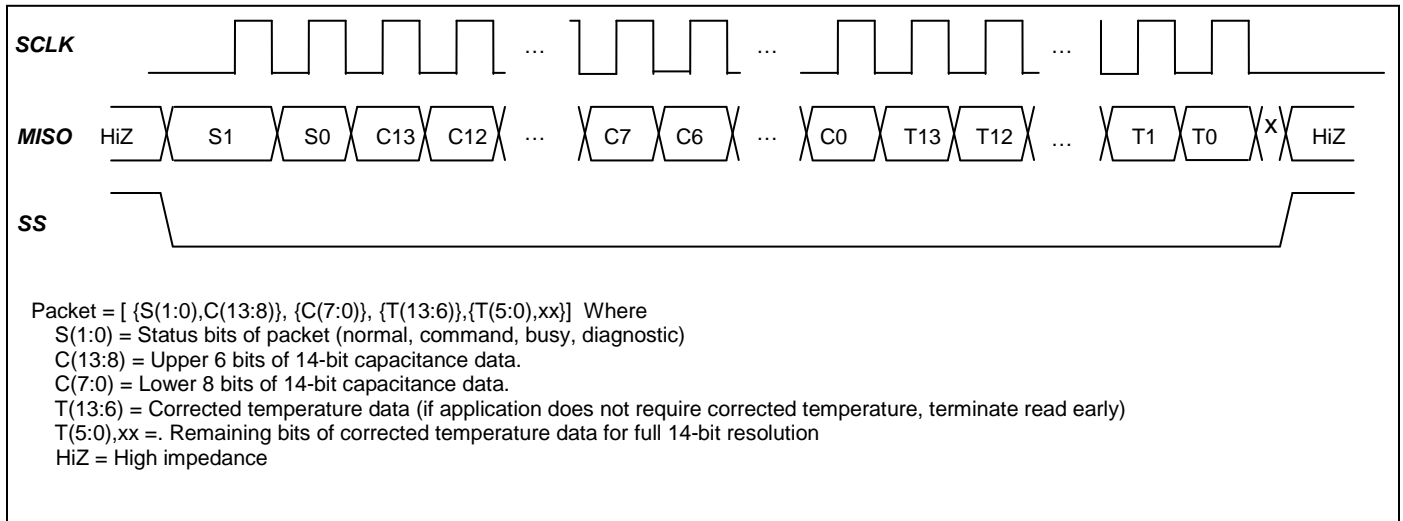 SCLK ... ... ...
MISO HiZ S1 S0 C13 C12 ... C7 C6 ... C0 T13 T12 ... T1 T0 X HiZ
SS
Packet = [ {S(1:0),C(13:8)}, {C(7:0)}, {T(13:6)},{T(5:0),xx}] Where
S(1:0) = Status bits of packet (normal, command, busy, diagnostic)
C(13:8) = Upper 6 bits of 14-bit capacitance data.
C(7:0) = Lower 8 bits of 14-bit capacitance data.
T(13:6) = Corrected temperature data (if application does not require corrected temperature, terminate read early)
T(5:0),xx =. Remaining bits of corrected temperature data for full 14-bit resolution
HiZ = High impedance